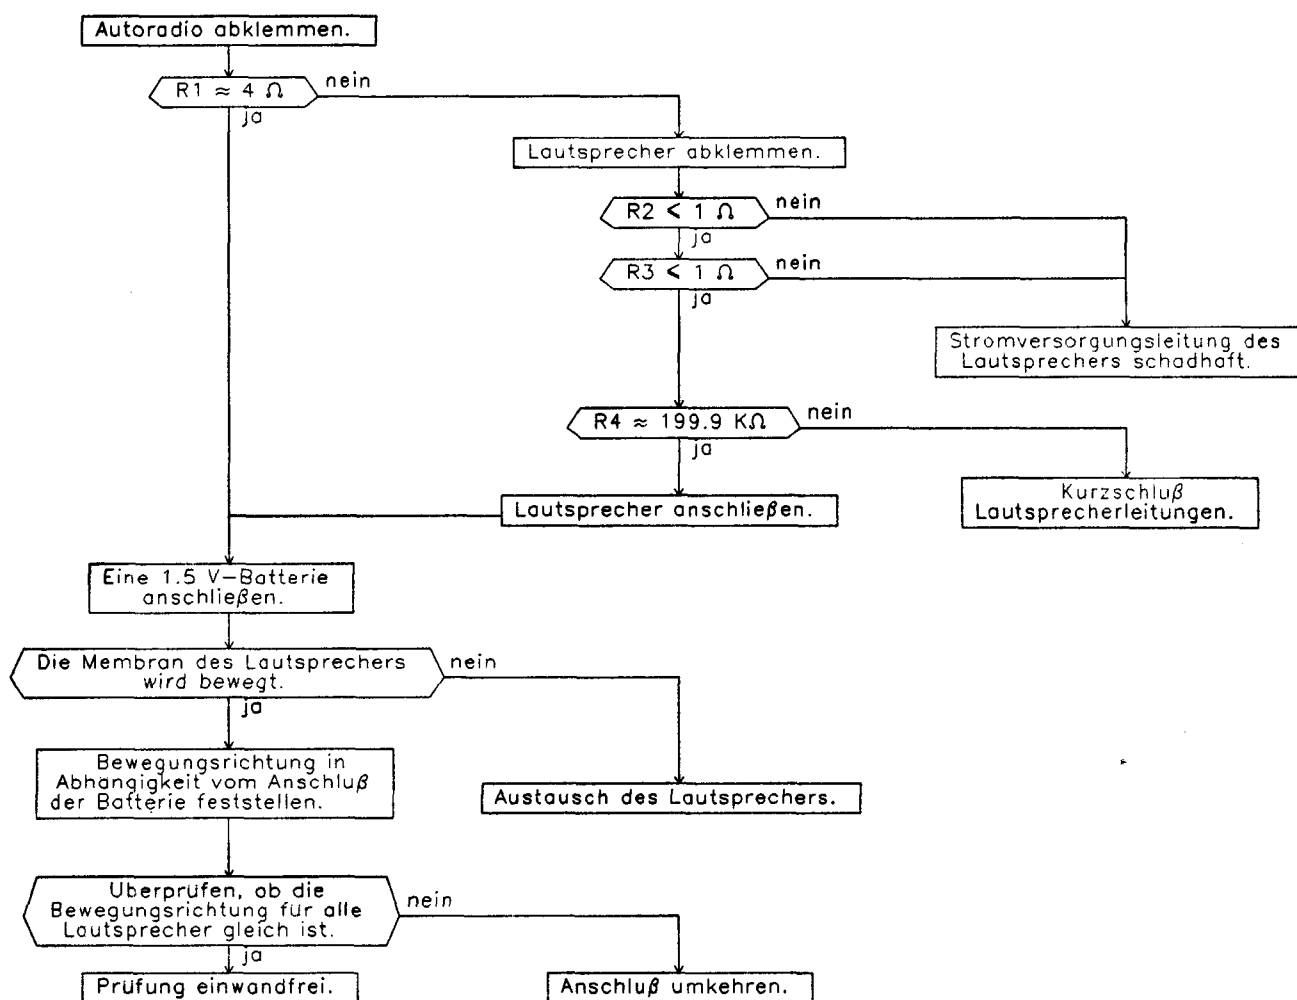 Autoradio abklemmen.
R1 ≈ 4 Ω
nein
ja
Lautsprecher abklemmen.
R2 < 1 Ω
nein
ja
R3 < 1 Ω
nein
ja
Stromversorgungsleitung des
Lautsprechers schadhaft.
R4 ≈ 199.9 KΩ
nein
ja
Lautsprecher anschließen.
Kurzschluß
Lautsprecherleitungen.
Eine 1.5 V-Batterie
anschließen.
Die Membran des Lautsprechers
wird bewegt.
nein
ja
Bewegungsrichtung in
Abhängigkeit vom Anschluß
der Batterie feststellen.
Austausch des Lautsprechers.
Uberprüfen, ob die
Bewegungsrichtung für alle
Lautsprecher gleich ist.
nein
ja
Prüfung einwandfrei.
Anschluß umkehren.